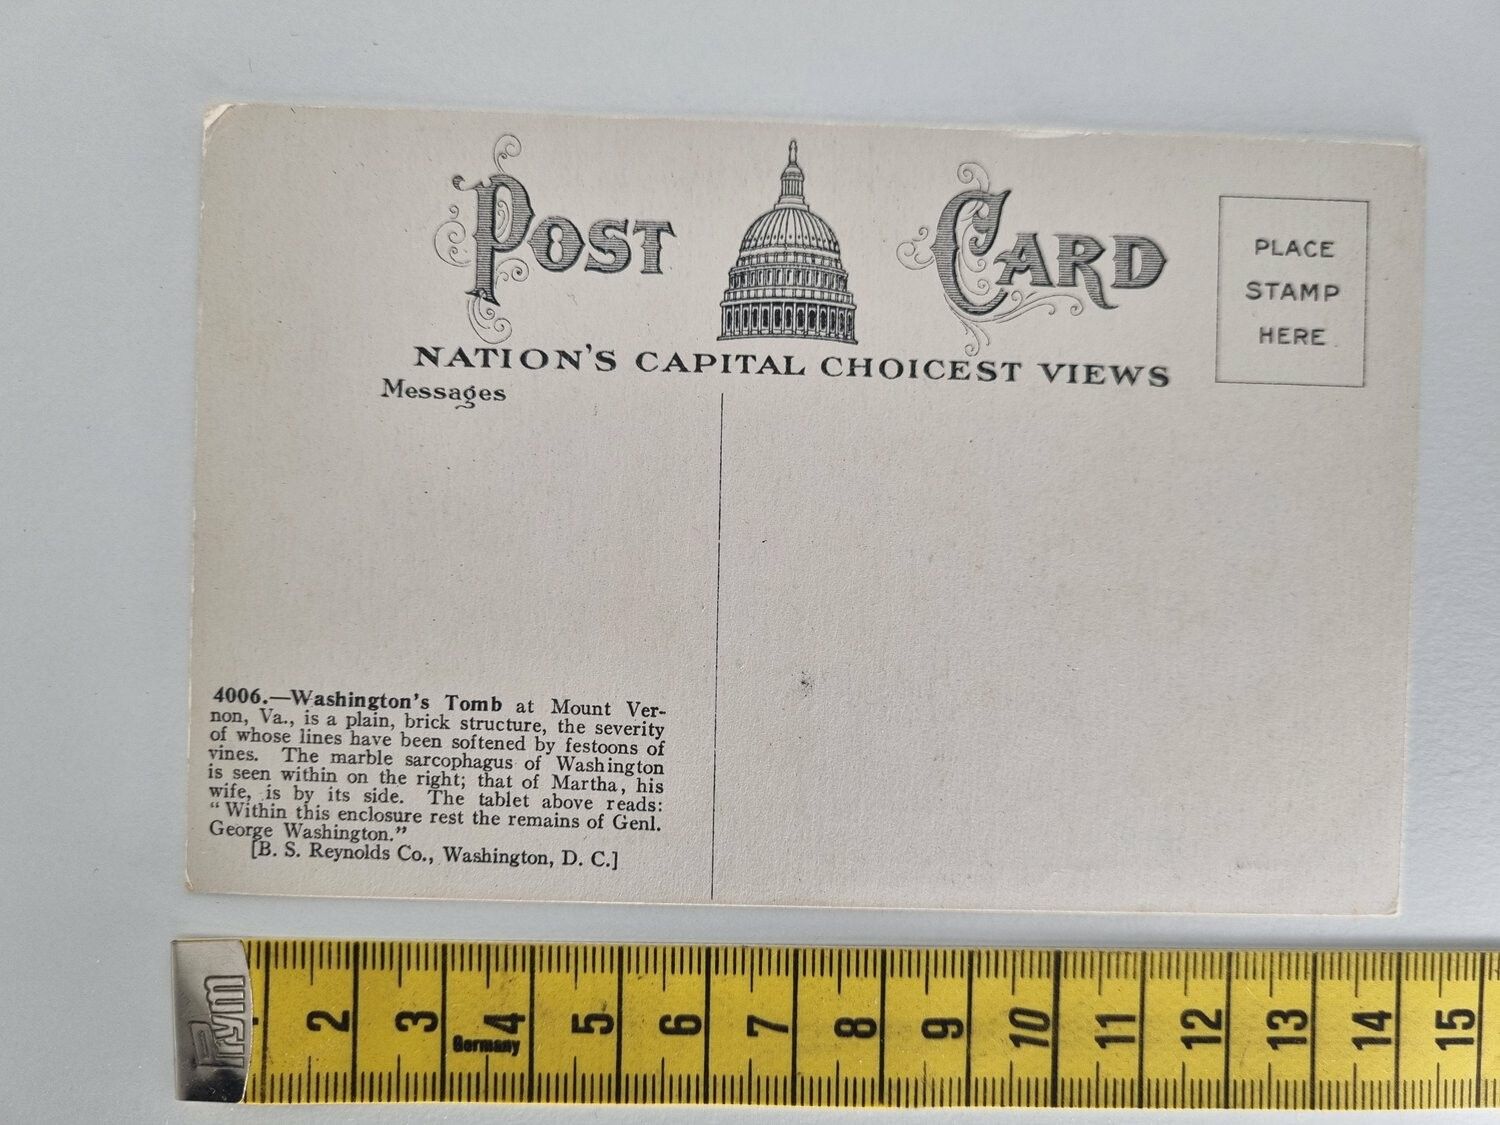 POST CARD
PLACE
STAMP
HERE
NATION'S CAPITAL CHOICEST VIEWS
Messages
4006.—Washington's Tomb at Mount Ver-
non, Va., is a plain, brick structure, the severity
of whose lines have been softened by festoons of
vines. The marble sarcophagus of Washington
is seen within on the right; that of Martha, his
wife, is by its side. The tablet above reads:
"Within this enclosure rest the remains of Genl.
George Washington."
[B. S. Reynolds Co., Washington, D. C.]
Prym
2 3 4 5 6 7 8 9 10 11 12 13 14 15
Germany